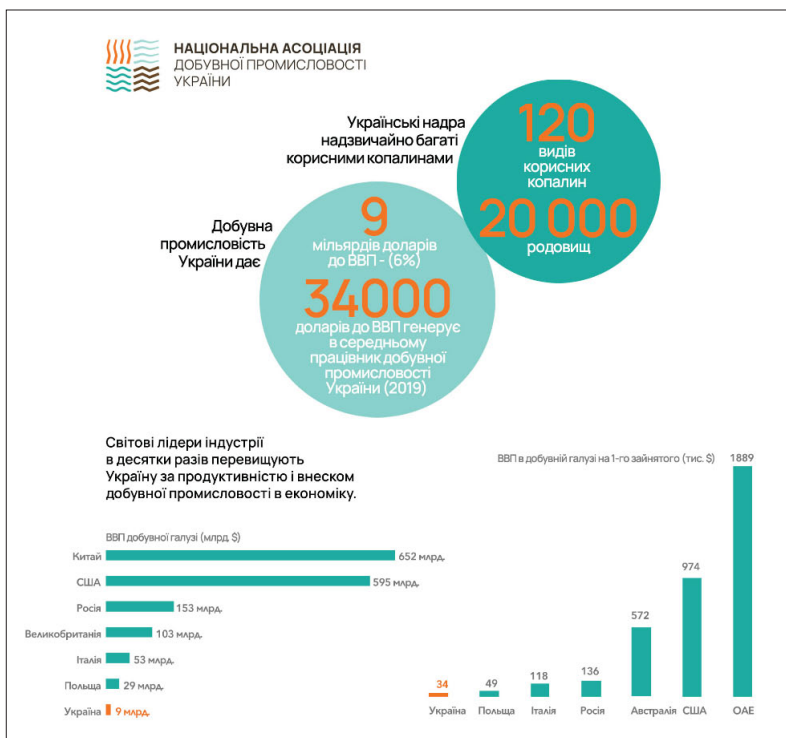 НАЦІОНАЛЬНА АСОЦІАЦІЯ
ДОБУВНОЇ ПРОМИСЛОВОСТІ
УКРАЇНИ
Українські надра
надзвичайно багаті
корисними копалинами
120
видів
корисних
копалин
20 000
родовищ
Добувна
промисловість
України дає
9
мільярдів доларів
до ВВП - (6%)
34000
доларів до ВВП генерує
в середньому
працівник добувної
промисловості
України (2019)
Світові лідери індустрії
в десятки разів перевищують
Україну за продуктивністю і внеском
добувної промисловості в економіку.
ВВП добувної галузі (млрд. $)
Китай 652 млрд.
США 595 млрд.
Росія 153 млрд.
Великобританія 103 млрд.
Італія 53 млрд.
Польща 29 млрд.
Україна 9 млрд.
ВВП в добувній галузі на 1-го зайнятого (тис. $)
34 49 118 136 572 974 1889
Україна Польща Італія Росія Австралія США ОАЕ